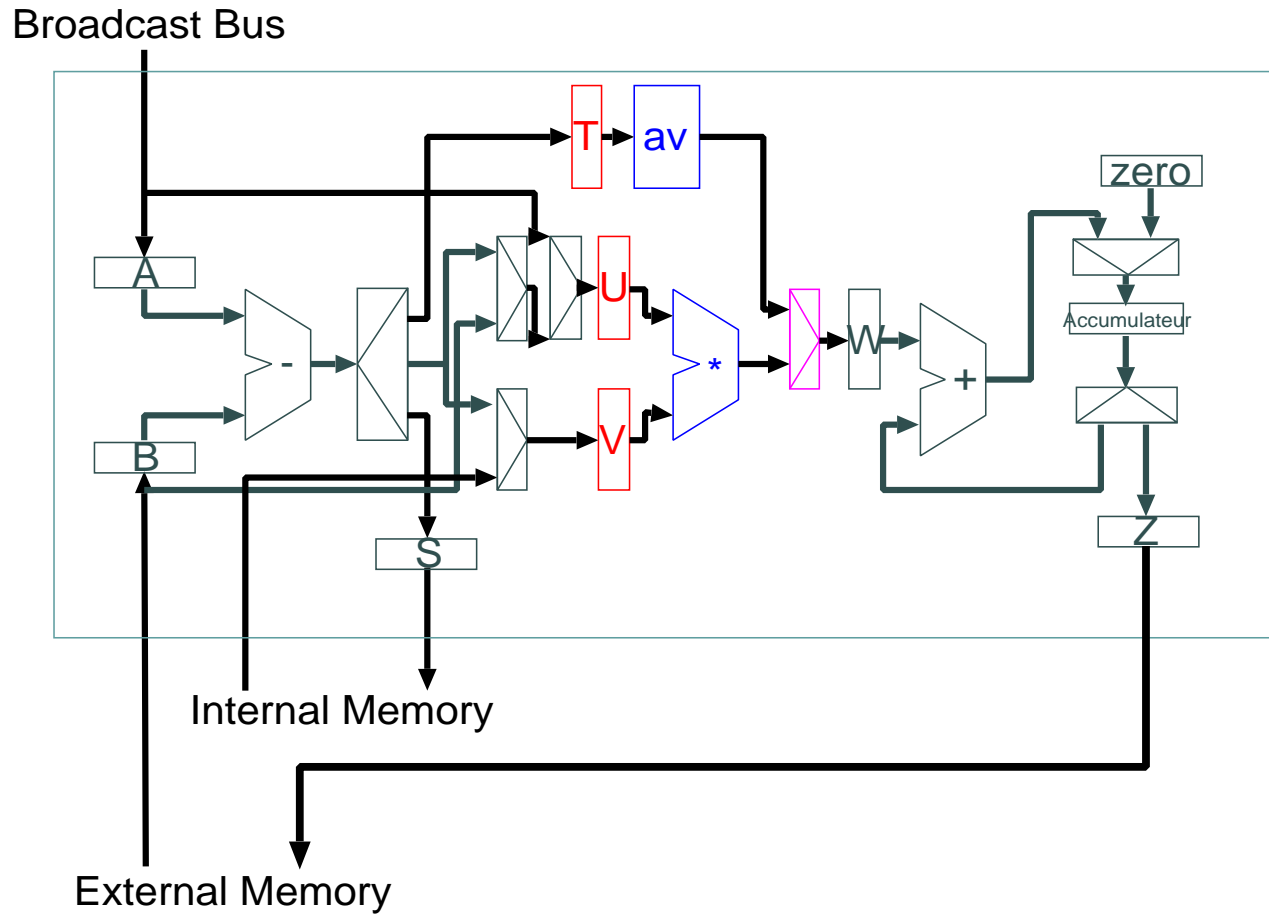 Broadcast Bus
T
av
zero
A
U
Accumulateur
W
-
*
+
B
V
S
Z
Internal Memory
External Memory